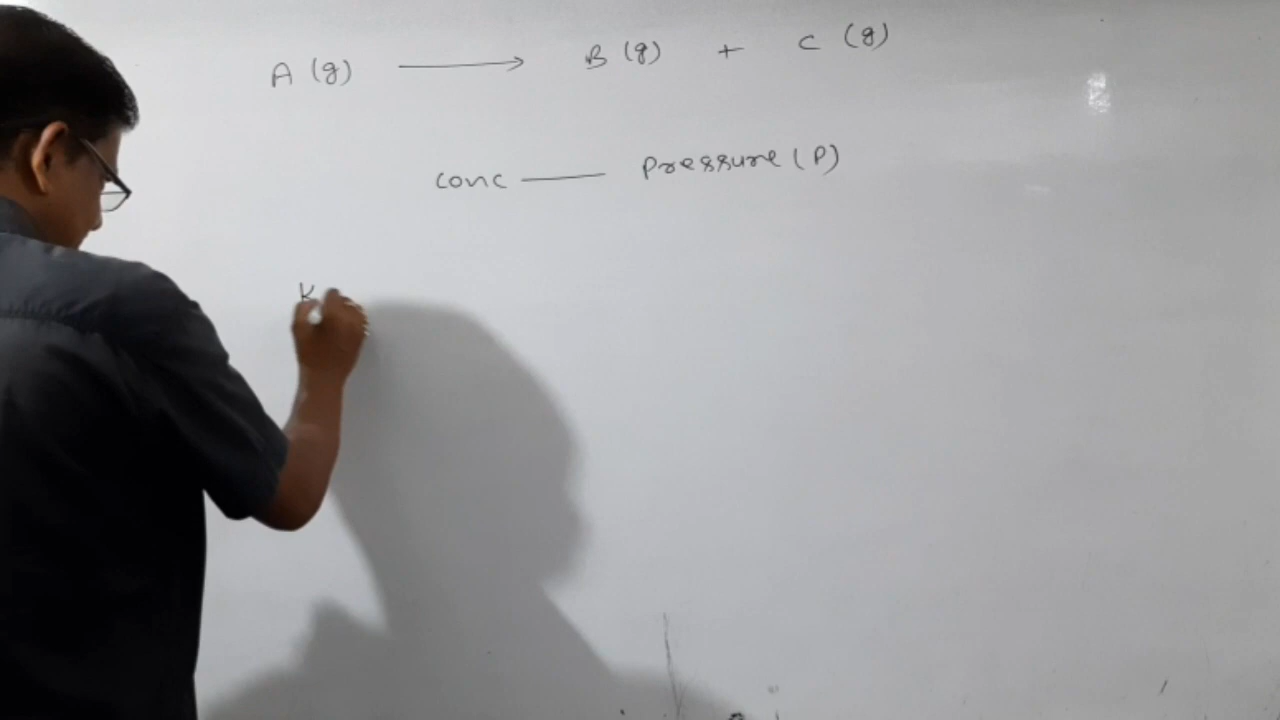 A (g) ⟶ B (g) + C (g)
conc —— Pressure (P)
K